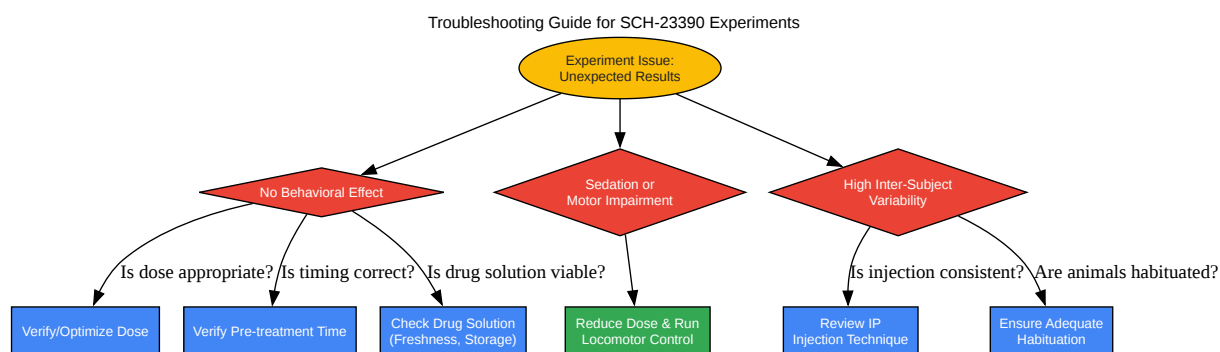 Troubleshooting Guide for SCH-23390 Experiments
Experiment Issue:
Unexpected Results
No Behavioral Effect
Sedation or
Motor Impairment
High Inter-Subject
Variability
Is dose appropriate?
Is timing correct?
Is drug solution viable?
Is injection consistent?
Are animals habituated?
Verify/Optimize Dose
Verify Pre-treatment Time
Check Drug Solution
(Freshness, Storage)
Reduce Dose & Run
Locomotor Control
Review IP
Injection Technique
Ensure Adequate
Habituation